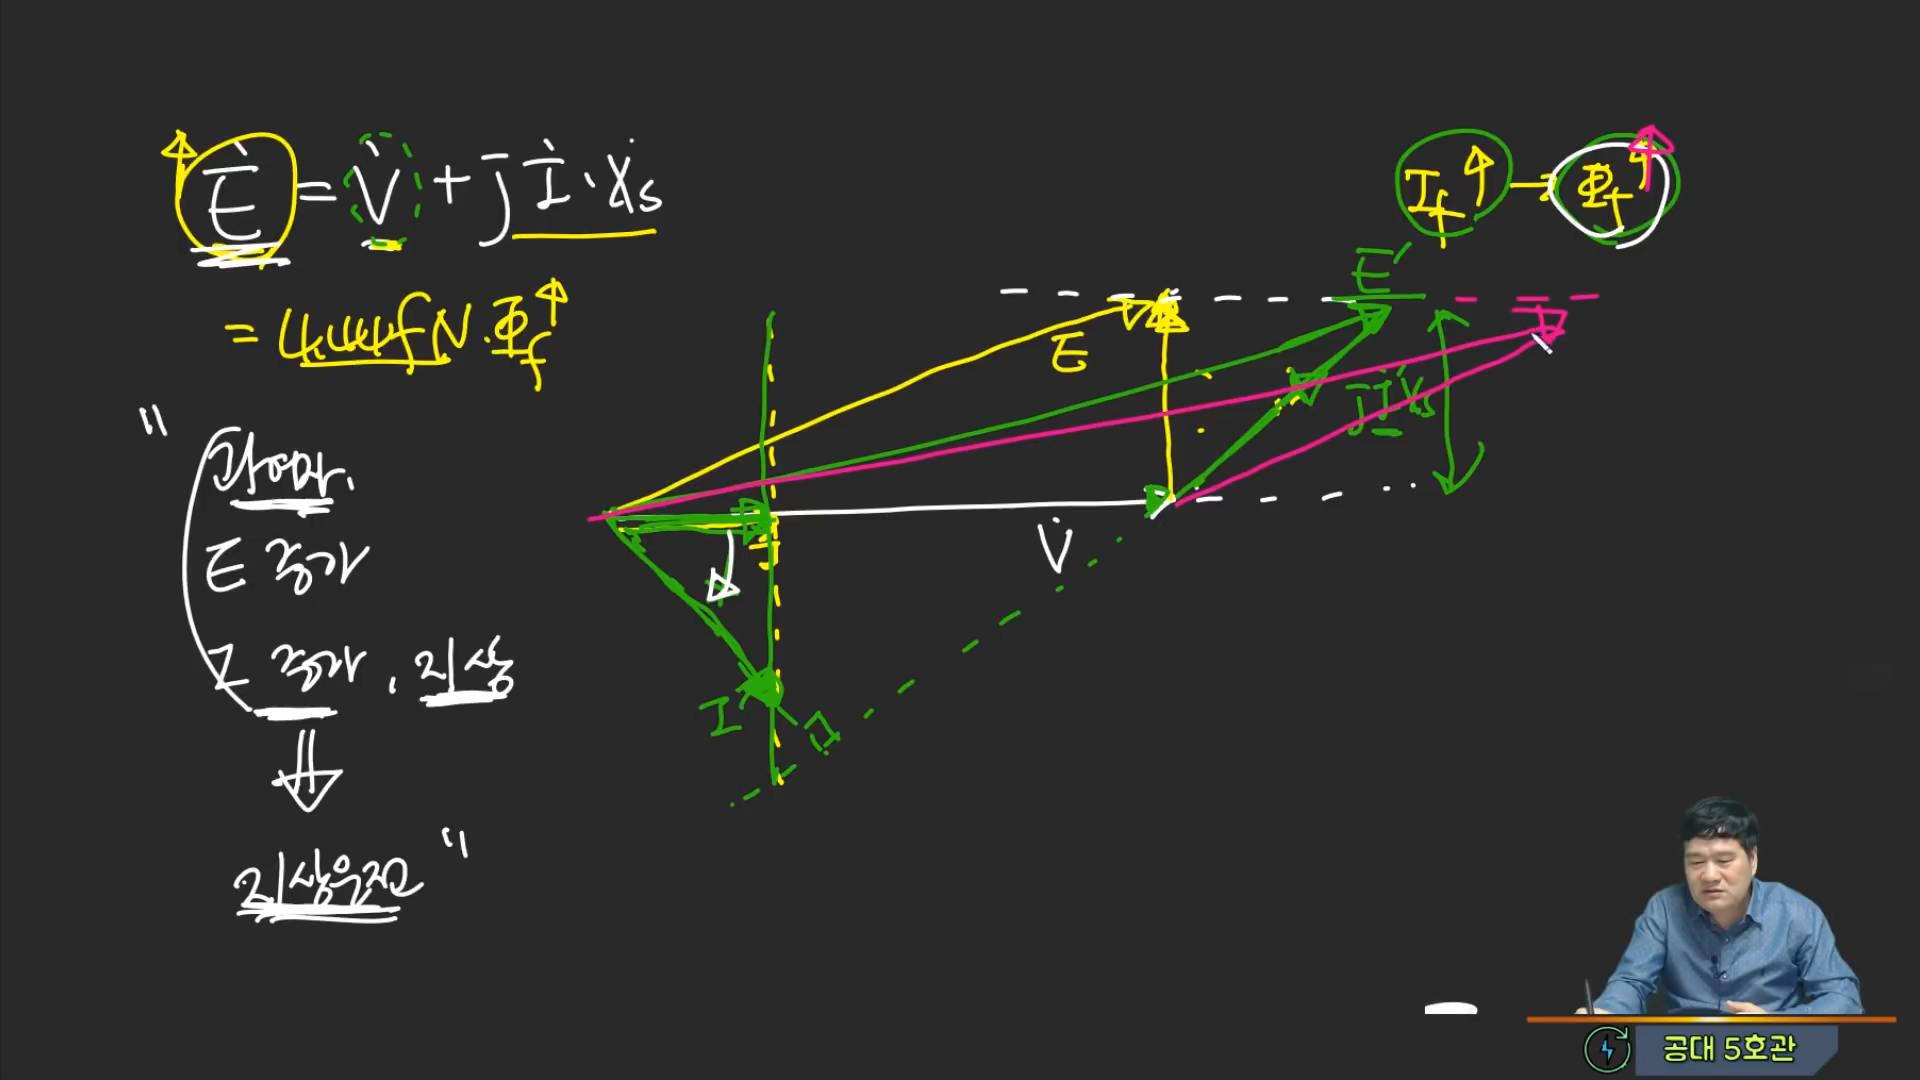 Ė = V̇ + j İ · Ẋs
= 4.44fN · Φf
If → Φf
E'
E
jI'Xs
V̇
I
I'
" 과여자.
E 증가
I 증가, 지상
⇓
지상운전 "
공대 5호관